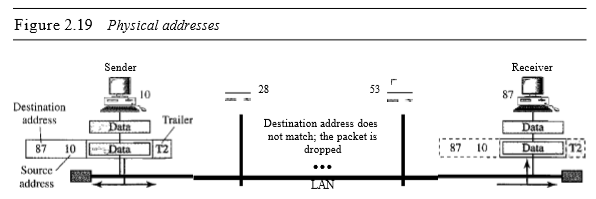 Figure 2.19 Physical addresses
Sender
10
28
53
Receiver
87
Destination
address
Trailer
Destination address does
not match; the packet is
dropped
Data
87 10 Data T2
Source
address
Data
87 10 Data T2
•••
LAN